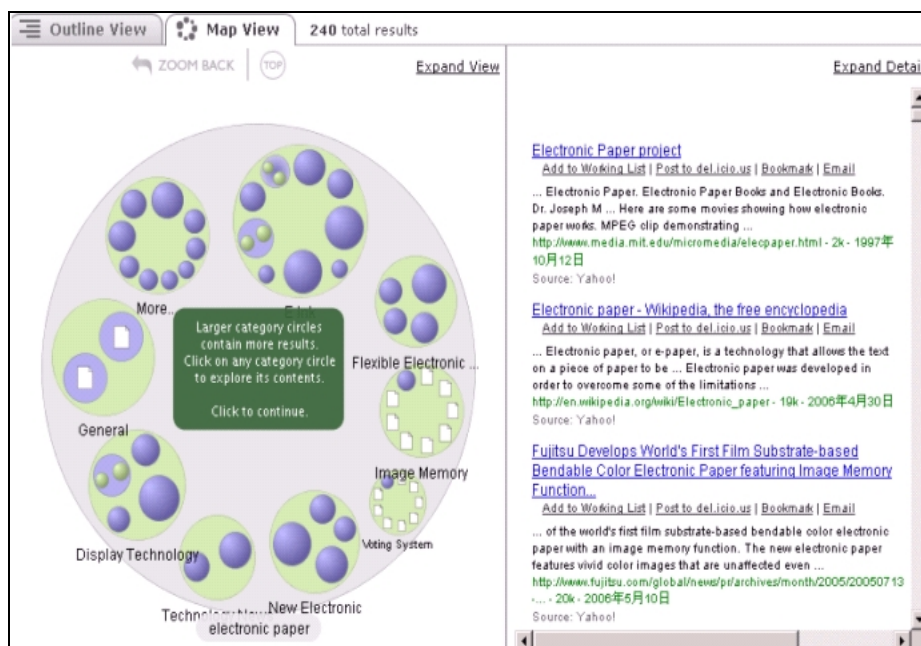 Outline View
Map View
240 total results
ZOOM BACK
TOP
Expand View
More..
E Ink
Larger category circles
contain more results.
Click on any category circle
to explore its contents.
Click to continue.
Flexible Electronic ...
General
Image Memory
Voting System
Display Technology
New Electronic
Technology News
electronic paper
Expand Detai
Electronic Paper project
Add to Working List | Post to del.icio.us | Bookmark | Email
... Electronic Paper. Electronic Paper Books and Electronic Books.
Dr. Joseph M ... Here are some movies showing how electronic
paper works. MPEG clip demonstrating ...
http://www.media.mit.edu/micromedia/elecpaper.html - 2k - 1997年
10月12日
Source: Yahoo!
Electronic paper - Wikipedia, the free encyclopedia
Add to Working List | Post to del.icio.us | Bookmark | Email
... Electronic paper, or e-paper, is a technology that allows the text
on a piece of paper to be ... Electronic paper was developed in
order to overcome some of the limitations ...
http://en.wikipedia.org/wiki/Electronic_paper - 19k - 2006年4月30日
Source: Yahoo!
Fujitsu Develops World's First Film Substrate-based
Bendable Color Electronic Paper featuring Image Memory
Function...
Add to Working List | Post to del.icio.us | Bookmark | Email
... of the world's first film substrate-based bendable color electronic
paper with an image memory function. The new electronic paper
features vivid color images that are unaffected even ...
http://www.fujitsu.com/global/news/pr/archives/month/2005/20050713
-... - 20k - 2006年5月10日
Source: Yahoo!